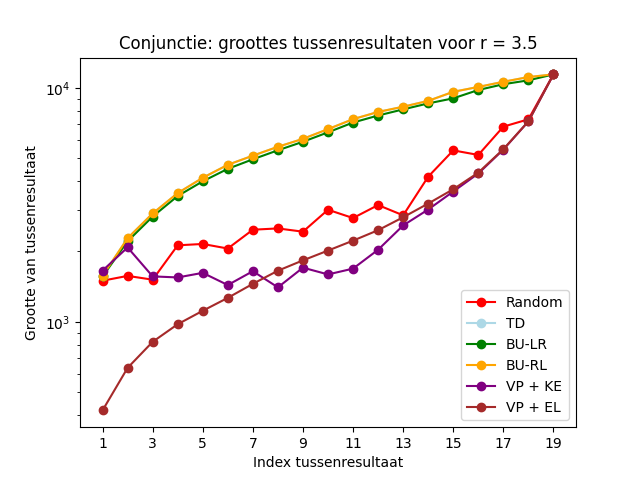 Conjunctie: groottes tussenresultaten voor r = 3.5
Grootte van tussenresultaat
10⁴
10³
Random
TD
BU-LR
BU-RL
VP + KE
VP + EL
1 3 5 7 9 11 13 15 17 19
Index tussenresultaat